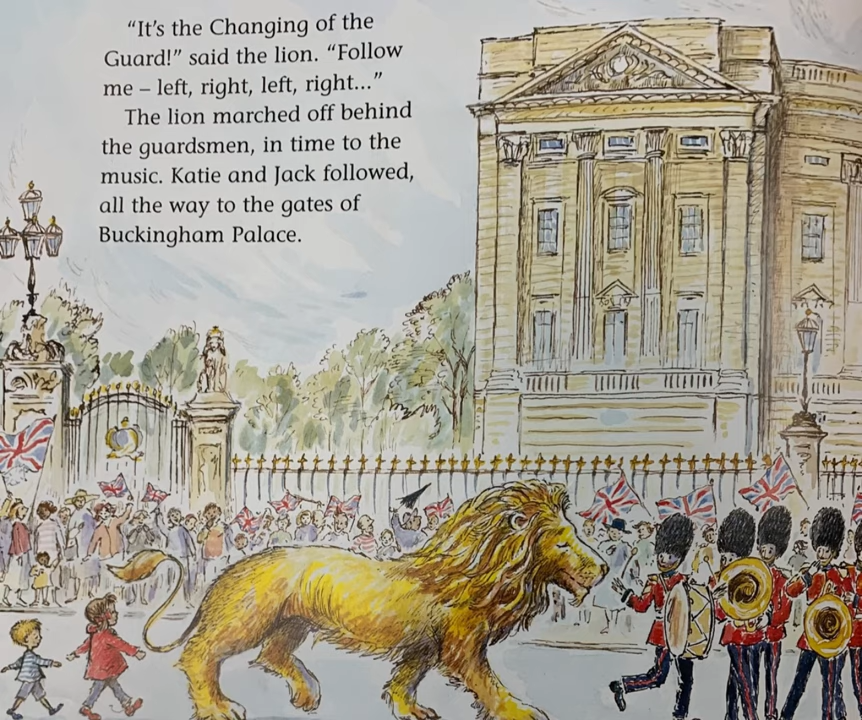 “It’s the Changing of the
Guard!” said the lion. “Follow
me – left, right, left, right...”
The lion marched off behind
the guardsmen, in time to the
music. Katie and Jack followed,
all the way to the gates of
Buckingham Palace.